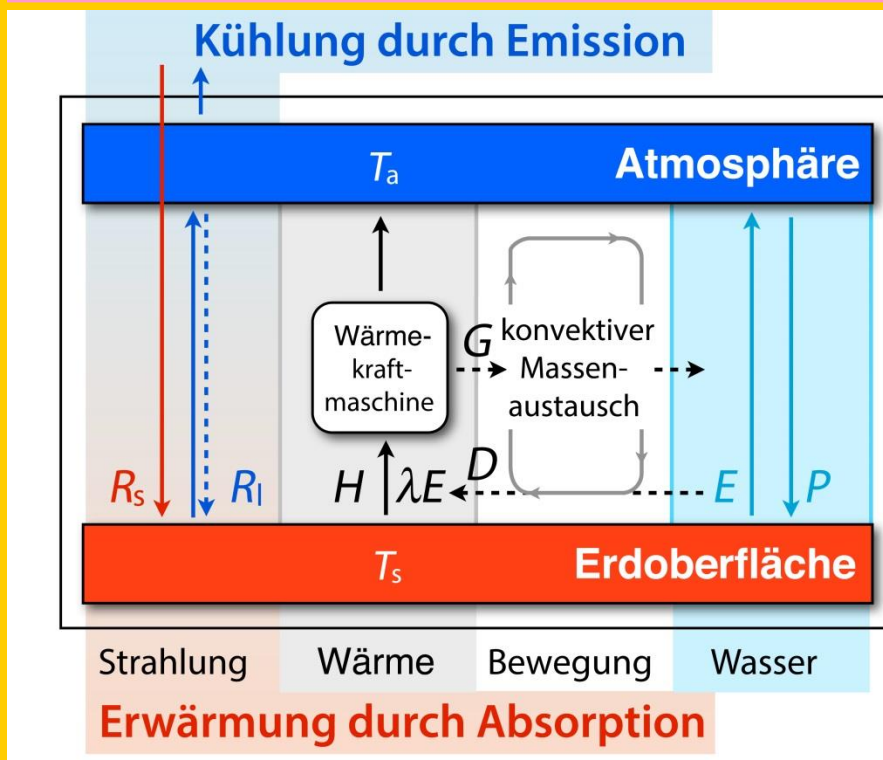 Kühlung durch Emission
Tₐ
Atmosphäre
Wärme-
kraft-
maschine
G
konvektiver
Massen-
austausch
Rₛ
Rₗ
H
λE
D
E
P
Tₛ
Erdoberfläche
Strahlung
Wärme
Bewegung
Wasser
Erwärmung durch Absorption